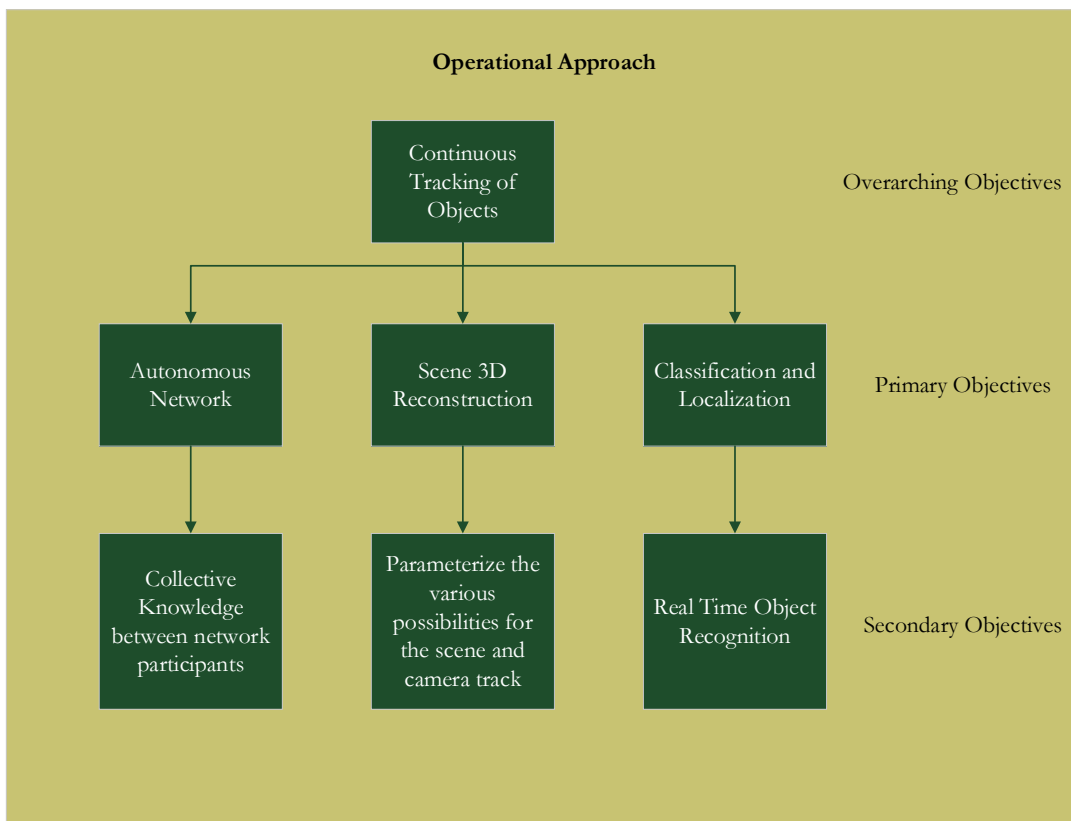 Operational Approach
Continuous
Tracking of
Objects
Overarching Objectives
Autonomous
Network
Scene 3D
Reconstruction
Classification and
Localization
Primary Objectives
Collective
Knowledge
between network
participants
Parameterize the
various
possibilities for
the scene and
camera track
Real Time Object
Recognition
Secondary Objectives